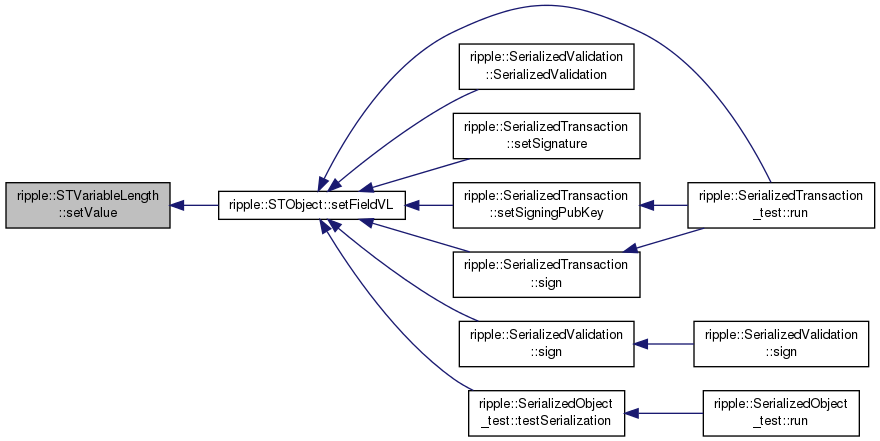 ripple::SerializedValidation
::SerializedValidation
ripple::SerializedTransaction
::setSignature
ripple::STVariableLength
::setValue
ripple::STObject::setFieldVL
ripple::SerializedTransaction
::setSigningPubKey
ripple::SerializedTransaction
_test::run
ripple::SerializedTransaction
::sign
ripple::SerializedValidation
::sign
ripple::SerializedValidation
::sign
ripple::SerializedObject
_test::testSerialization
ripple::SerializedObject
_test::run